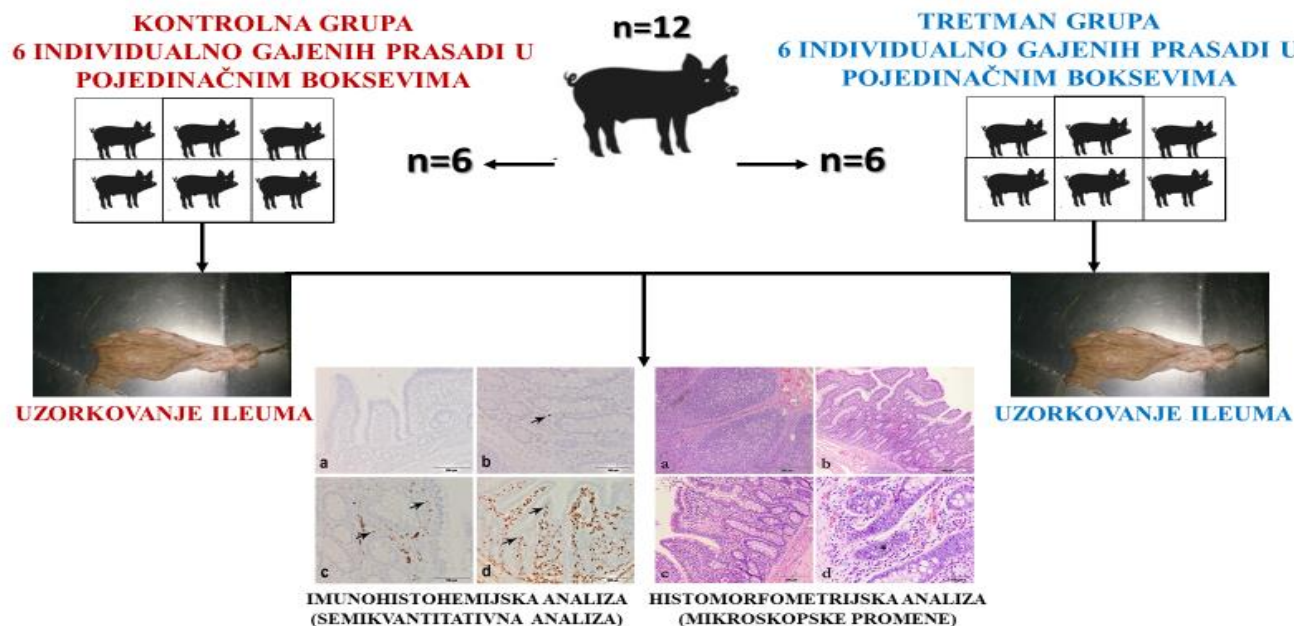 KONTROLNA GRUPA
6 INDIVIDUALNO GAJENIH PRASADI U
POJEDINAČNIM BOKSEVIMA
n=12
TRETMAN GRUPA
6 INDIVIDUALNO GAJENIH PRASADI U
POJEDINAČNIM BOKSEVIMA
n=6
n=6
UZORKOVANJE ILEUMA
UZORKOVANJE ILEUMA
a
b
c
d
a
b
c
d
IMUNOHISTOHEMIJSKA ANALIZA
(SEMIKVANTITATIVNA ANALIZA)
HISTOMORFOMETRIJSKA ANALIZA
(MIKROSKOPSKE PROMENE)